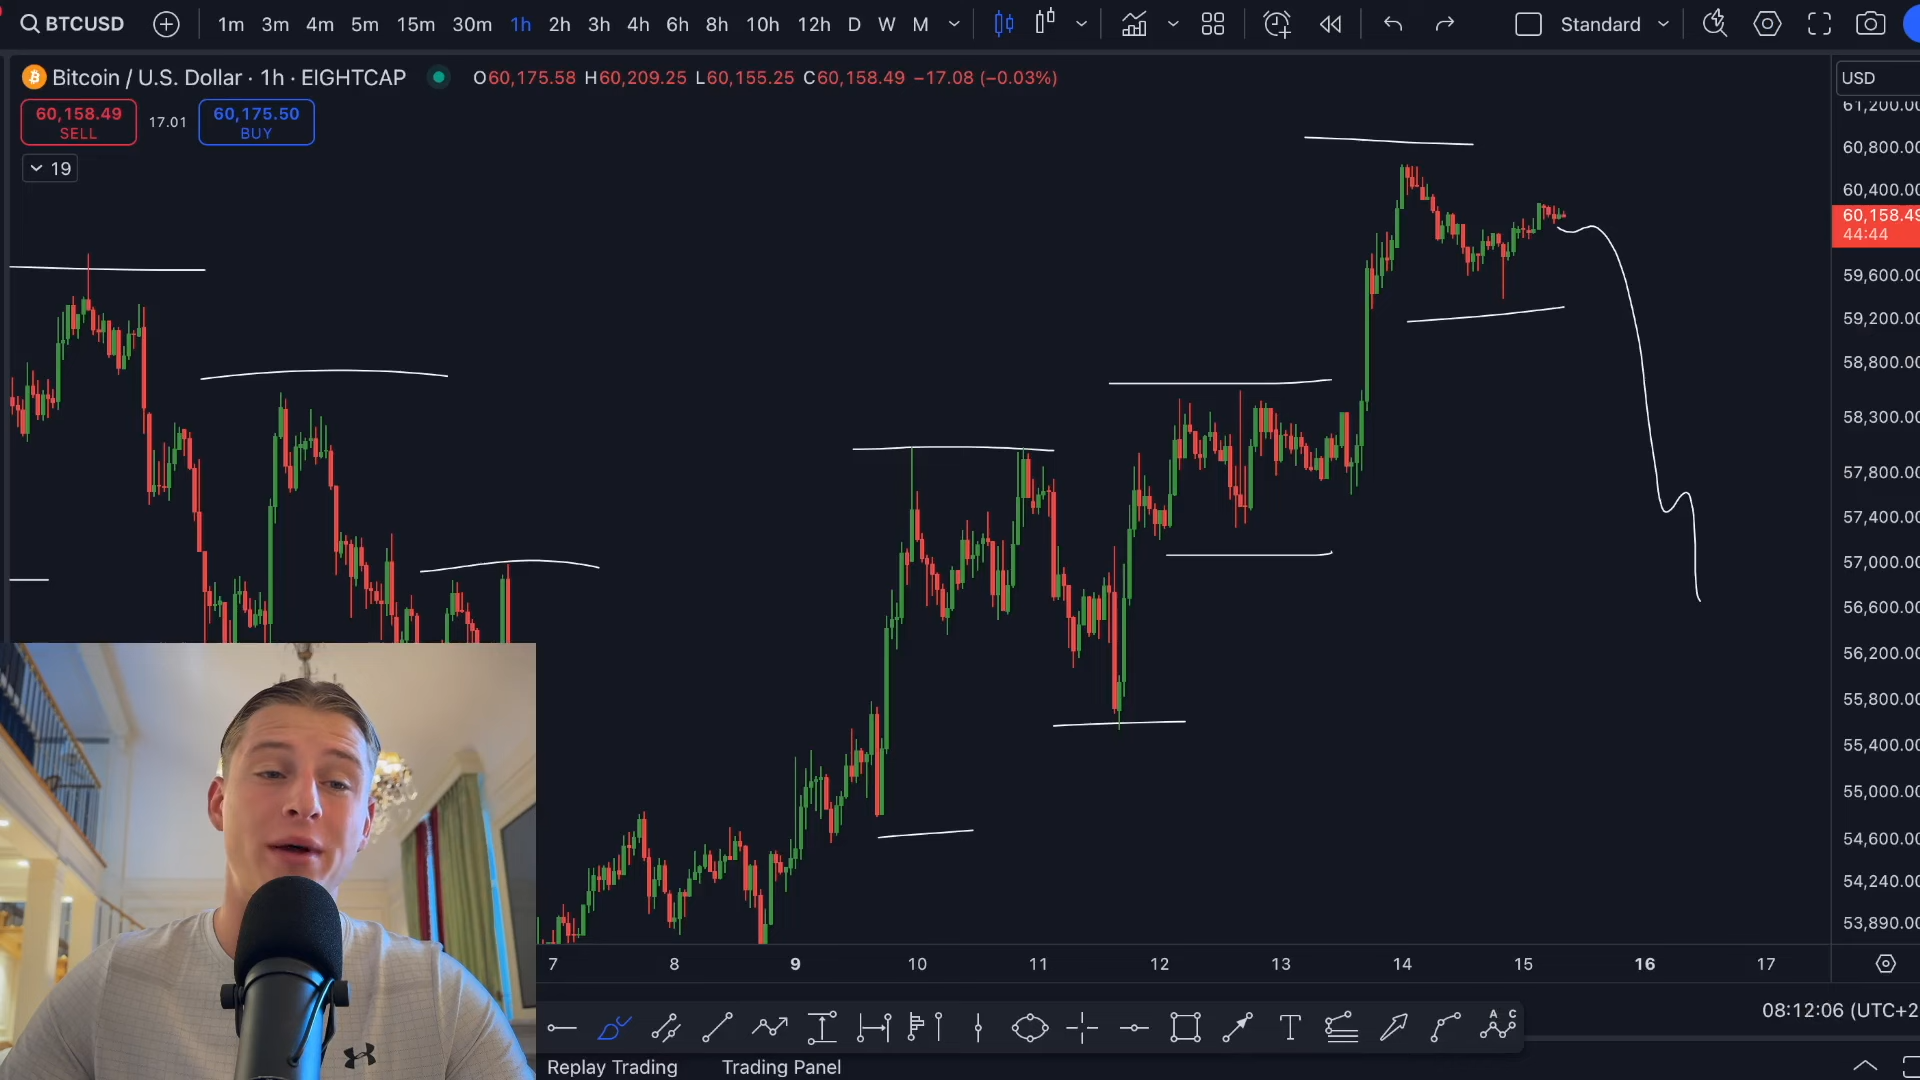 BTCUSD 1m 3m 4m 5m 15m 30m 1h 2h 3h 4h 6h 8h 10h 12h D W M Standard
Bitcoin / U.S. Dollar · 1h · EIGHTCAP O60,175.58 H60,209.25 L60,155.25 C60,158.49 −17.08 (−0.03%)
USD
60,158.49 SELL 17.01 60,175.50 BUY
19
61,200.00
60,800.00
60,400.00
60,158.49
44:44
59,600.00
59,200.00
58,800.00
58,300.00
57,800.00
57,400.00
57,000.00
56,600.00
56,200.00
55,800.00
55,400.00
55,000.00
54,600.00
54,240.00
53,890.00
7 8 9 10 11 12 13 14 15 16 17
08:12:06 (UTC+2
T A C
Replay Trading Trading Panel